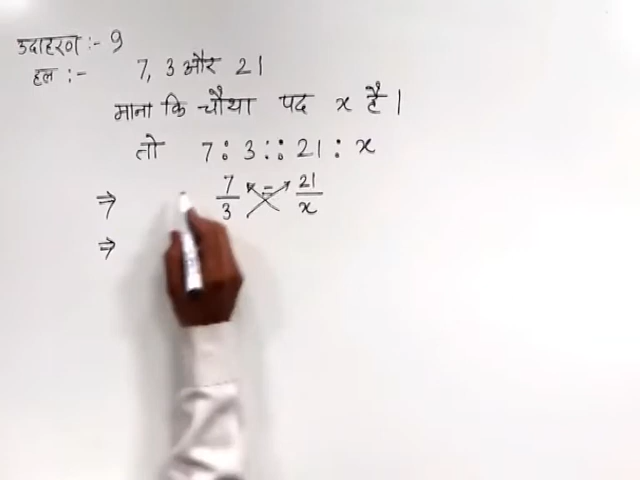 उदाहरण :- 9
हल :- 7, 3 और 21
माना कि चौथा पद x है।
तो 7 : 3 :: 21 : x
⇒ 7/3 = 21/x
⇒